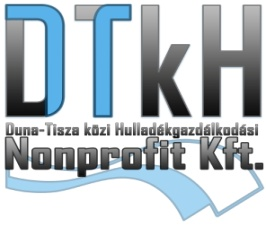 DTkH
Duna-Tisza közi Hulladékgazdálkodási
Nonprofit Kft.